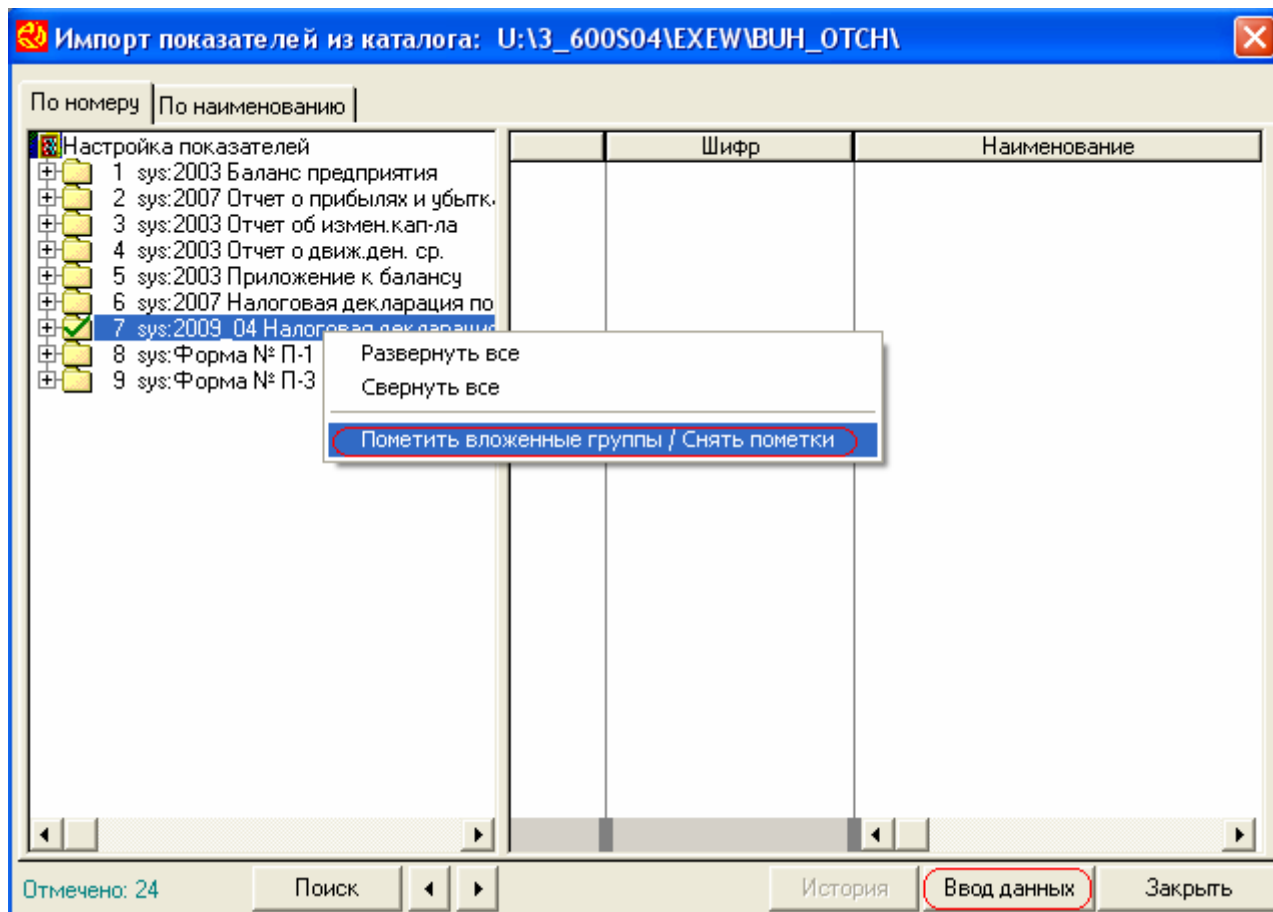 Импорт показателей из каталога: U:\3_600S04\EXEW\BUH_OTCH\
По номеру По наименованию
Настройка показателей
Шифр Наименование
1 sys:2003 Баланс предприятия
2 sys:2007 Отчет о прибылях и убытк
3 sys:2003 Отчет об измен.кап-ла
4 sys:2003 Отчет о движ.ден. ср.
5 sys:2003 Приложение к балансу
6 sys:2007 Налоговая декларация по
7 sys:2009_04 Налоговая декларация
8 sys:Форма № П-1
9 sys:Форма № П-3
Развернуть все
Свернуть все
Пометить вложенные группы / Снять пометки
Отмечено: 24 Поиск История Ввод данных Закрыть